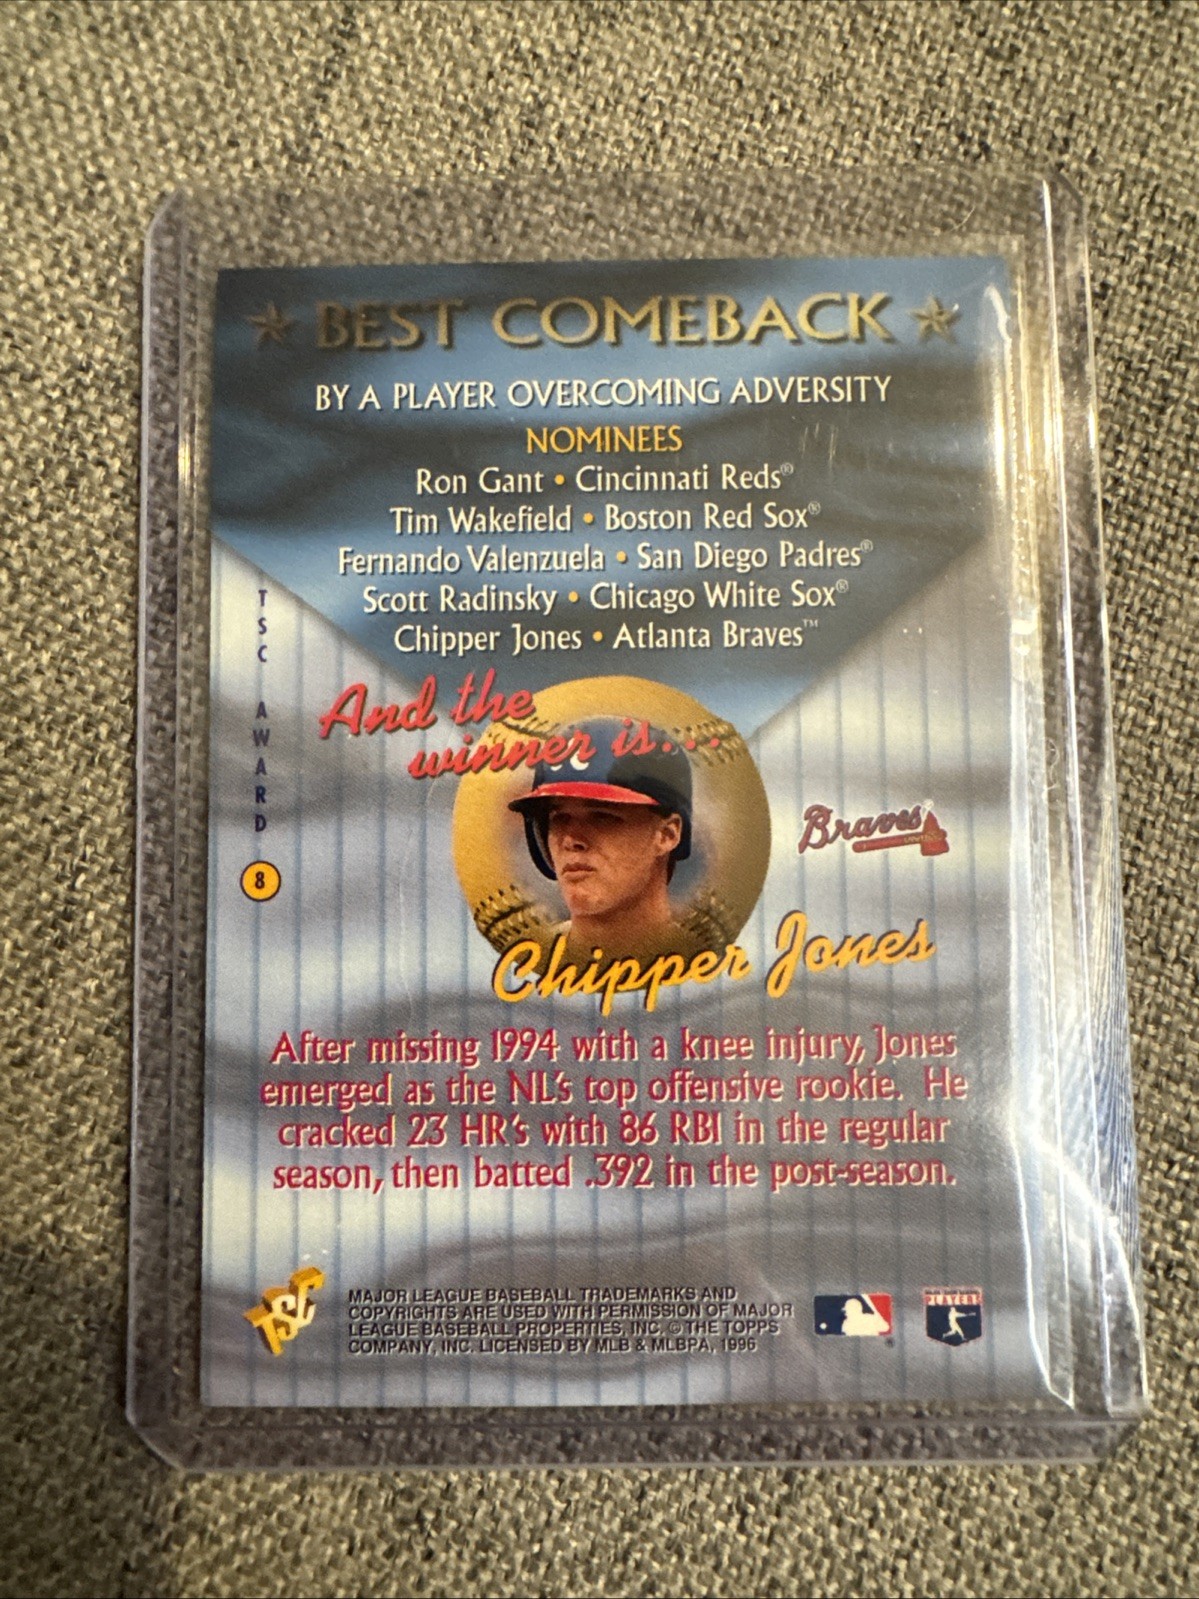 BEST COMEBACK
BY A PLAYER OVERCOMING ADVERSITY
NOMINEES
Ron Gant • Cincinnati Reds®
Tim Wakefield • Boston Red Sox®
Fernando Valenzuela • San Diego Padres®
Scott Radinsky • Chicago White Sox®
Chipper Jones • Atlanta Braves™
TSC AWARD
8
And the
winner is...
Braves®
Chipper Jones
After missing 1994 with a knee injury, Jones
emerged as the NL's top offensive rookie. He
cracked 23 HR's with 86 RBI in the regular
season, then batted .392 in the post-season.
TSC
MAJOR LEAGUE BASEBALL TRADEMARKS AND
COPYRIGHTS ARE USED WITH PERMISSION OF MAJOR
LEAGUE BASEBALL PROPERTIES, INC. © THE TOPPS
COMPANY, INC. LICENSED BY MLB & MLBPA, 1996
PLAYERS